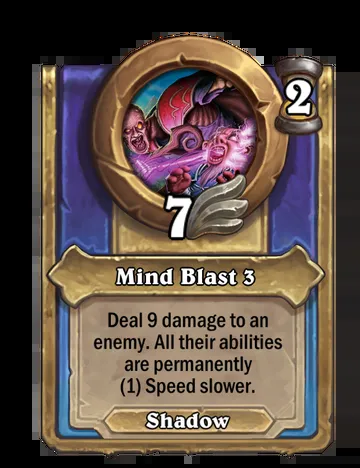 2
7
Mind Blast 3
Deal 9 damage to an
enemy. All their abilities
are permanently
(1) Speed slower.
Shadow